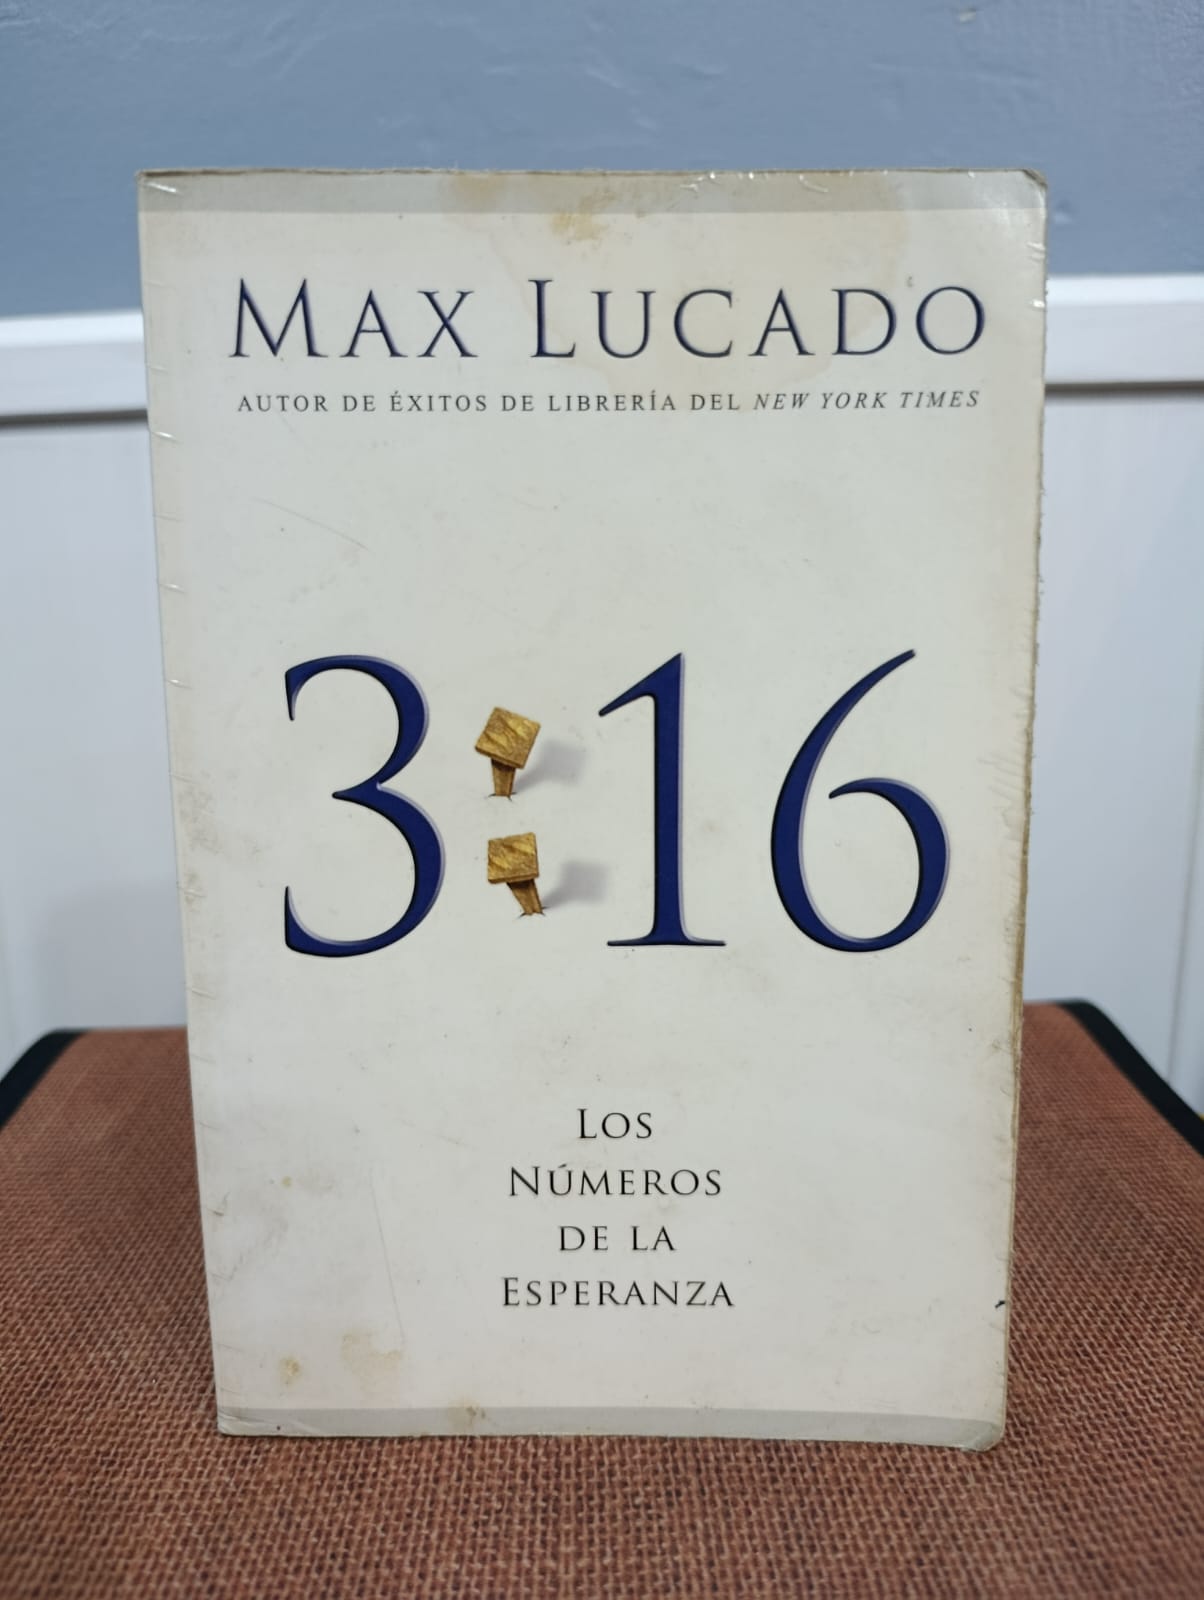 MAX LUCADO
AUTOR DE ÉXITOS DE LIBRERÍA DEL NEW YORK TIMES
3:16
LOS
NÚMEROS
DE LA
ESPERANZA